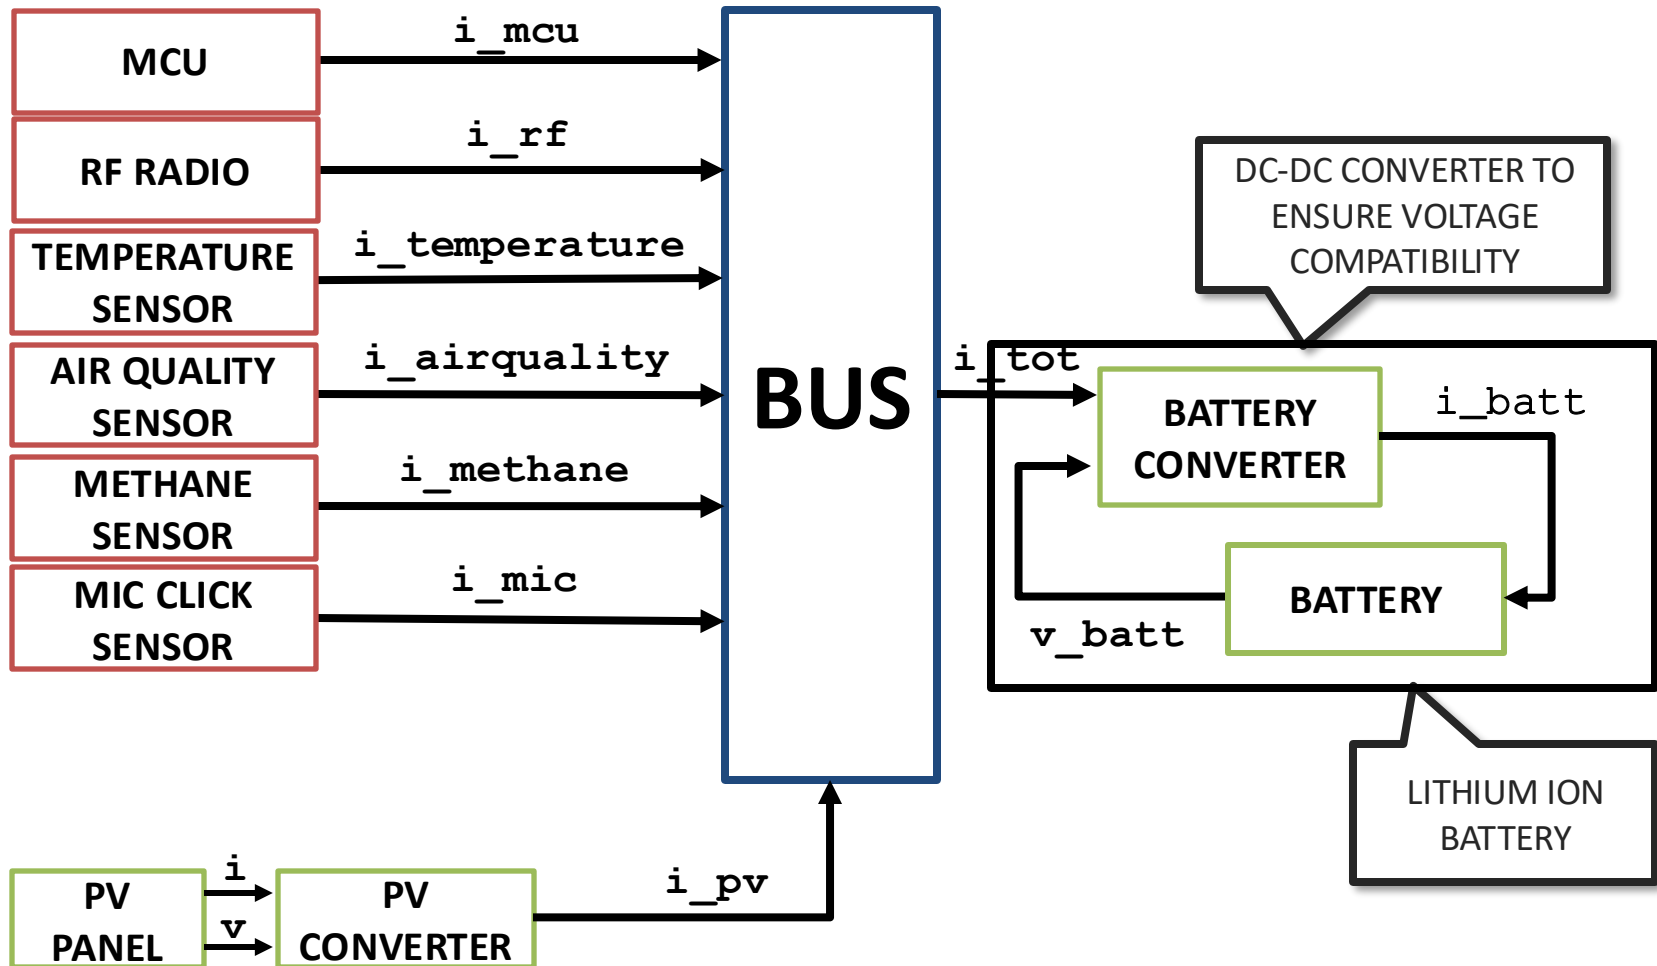 MCU
i_mcu
RF RADIO
i_rf
TEMPERATURE
SENSOR
i_temperature
AIR QUALITY
SENSOR
i_airquality
METHANE
SENSOR
i_methane
MIC CLICK
SENSOR
i_mic
BUS
i_tot
DC-DC CONVERTER TO
ENSURE VOLTAGE
COMPATIBILITY
BATTERY
CONVERTER
i_batt
BATTERY
v_batt
LITHIUM ION
BATTERY
PV
PANEL
i
v
PV
CONVERTER
i_pv